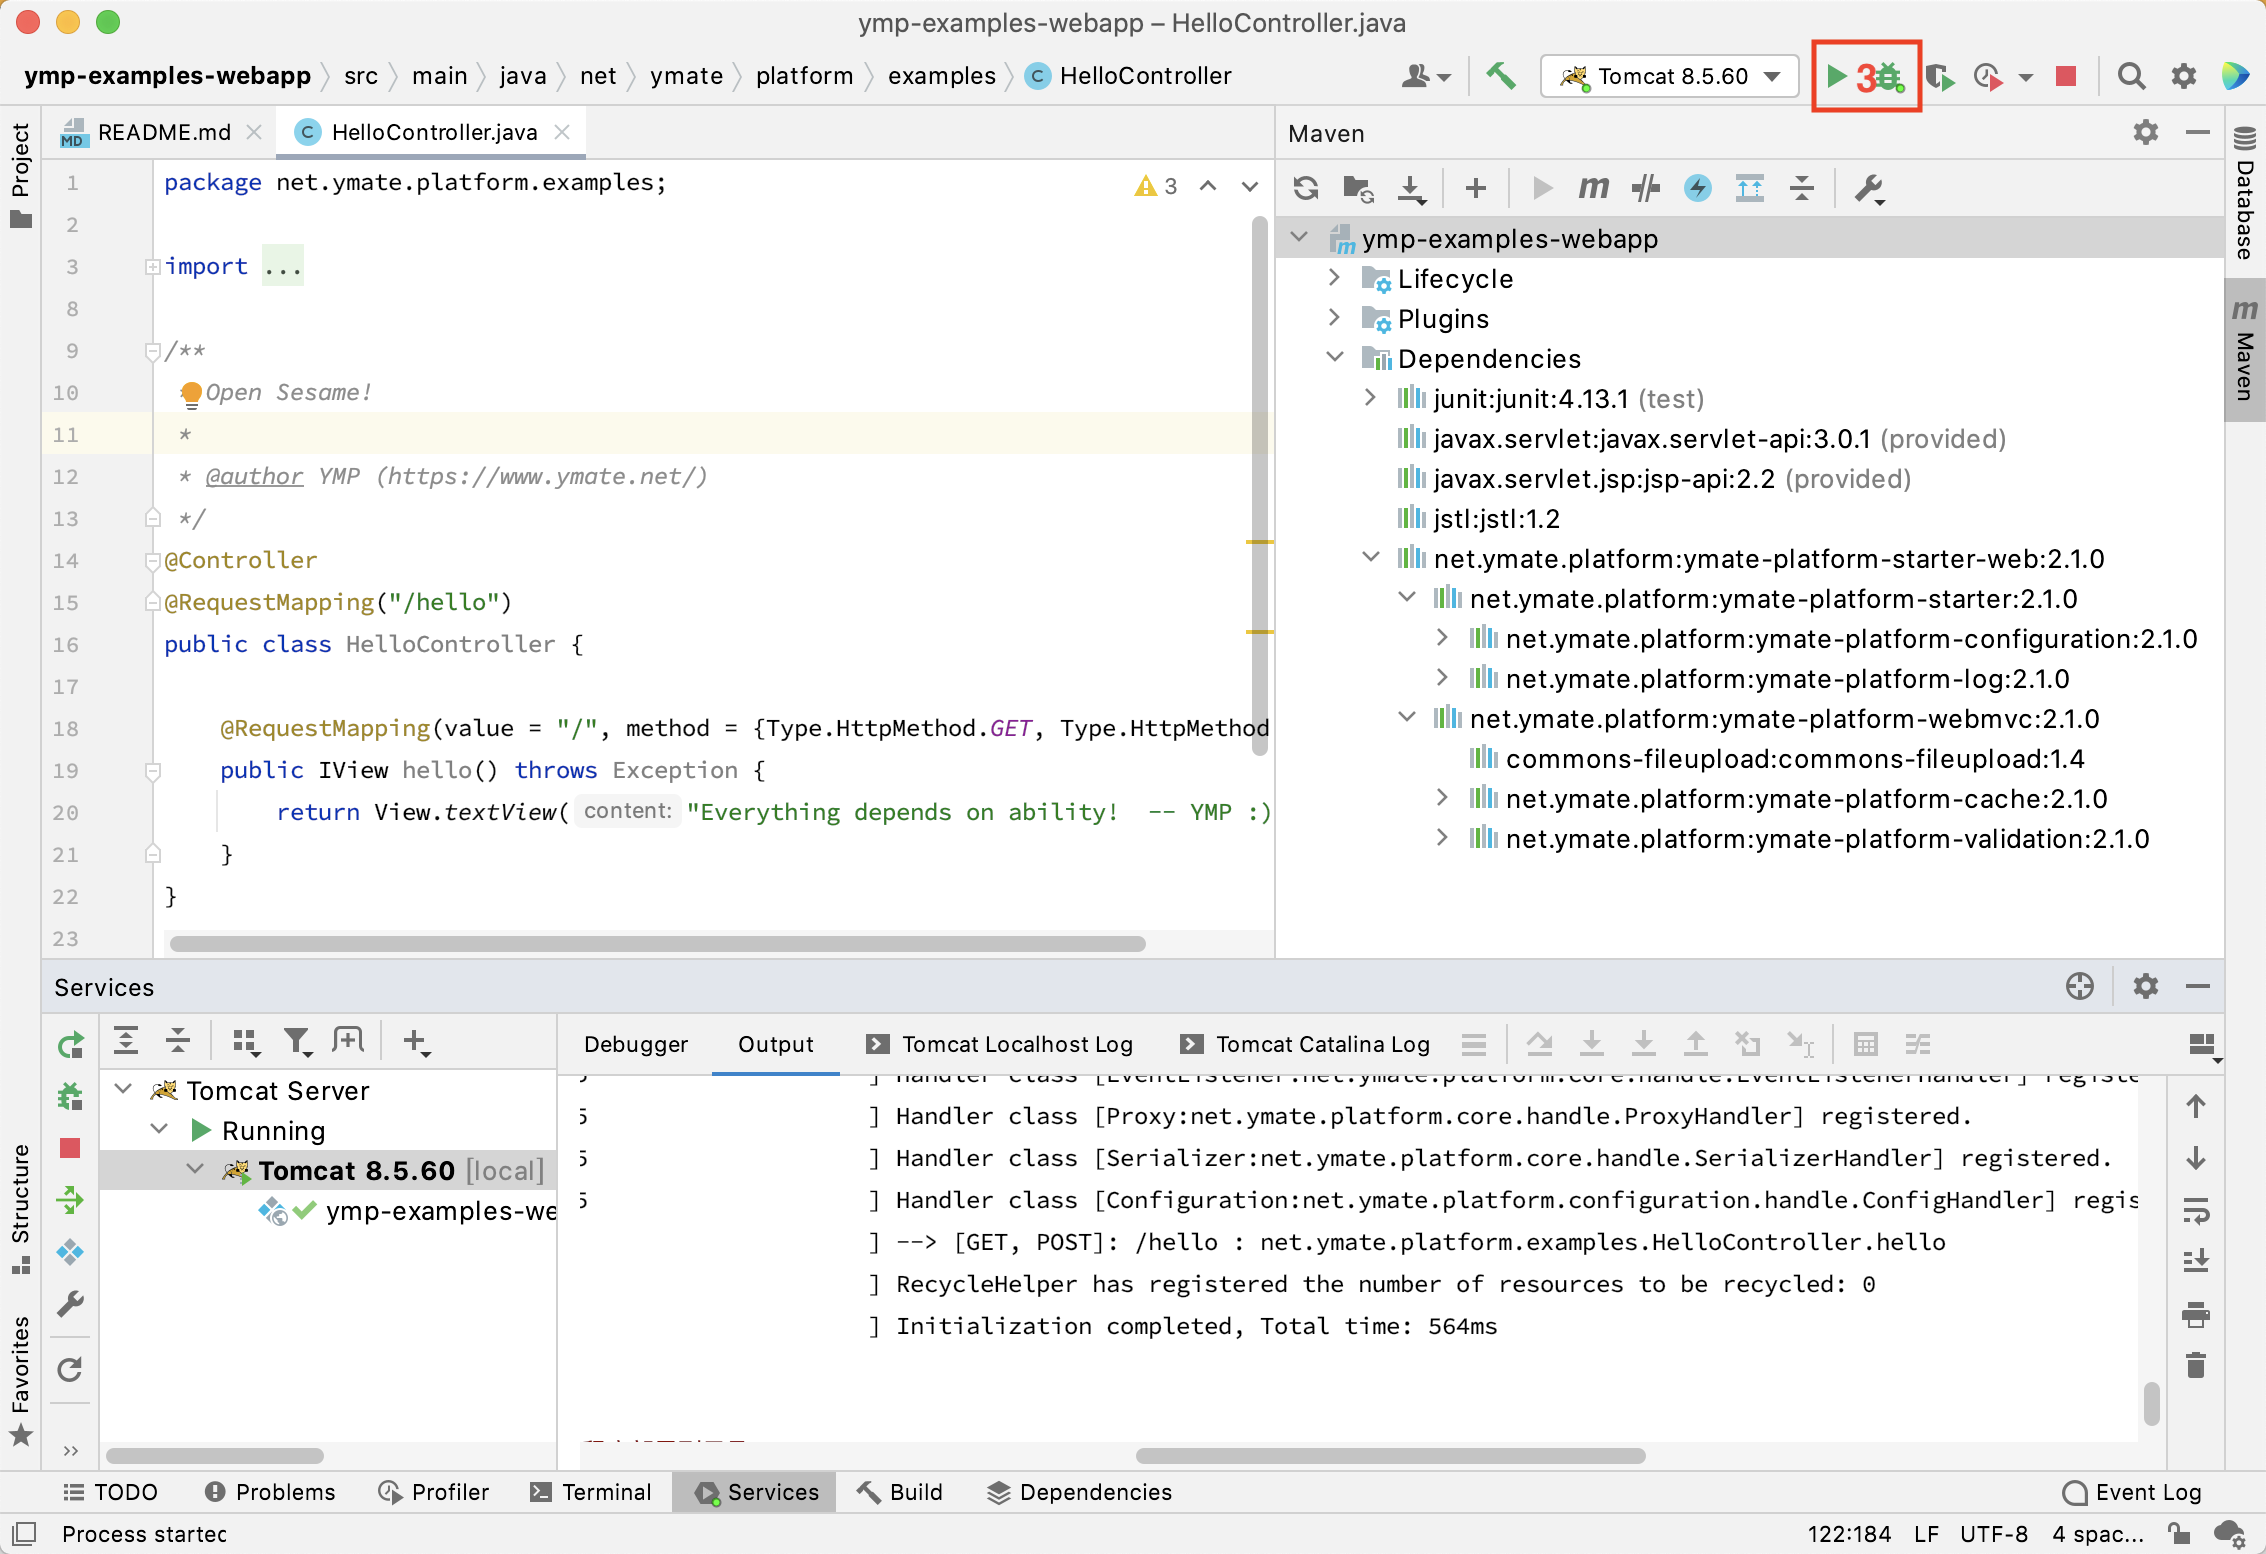 ymp-examples-webapp – HelloController.java
ymp-examples-webapp src main java net ymate platform examples C HelloController
Tomcat 8.5.60
3
Project
MD README.md
C HelloController.java
1 package net.ymate.platform.examples;
3
2
3 import ...
8
9 /**
10 Open Sesame!
11 *
12 * @author YMP (https://www.ymate.net/)
13 */
14 @Controller
15 @RequestMapping("/hello")
16 public class HelloController {
17
18 @RequestMapping(value = "/", method = {Type.HttpMethod.GET, Type.HttpMethod
19 public IView hello() throws Exception {
20 return View.textView( content: "Everything depends on ability!  -- YMP :)
21 }
22 }
23
Maven
m
ymp-examples-webapp
Lifecycle
Plugins
Dependencies
junit:junit:4.13.1 (test)
javax.servlet:javax.servlet-api:3.0.1 (provided)
javax.servlet.jsp:jsp-api:2.2 (provided)
jstl:jstl:1.2
net.ymate.platform:ymate-platform-starter-web:2.1.0
net.ymate.platform:ymate-platform-starter:2.1.0
net.ymate.platform:ymate-platform-configuration:2.1.0
net.ymate.platform:ymate-platform-log:2.1.0
net.ymate.platform:ymate-platform-webmvc:2.1.0
commons-fileupload:commons-fileupload:1.4
net.ymate.platform:ymate-platform-cache:2.1.0
net.ymate.platform:ymate-platform-validation:2.1.0
Database
m Maven
Services
Structure
Favorites
Tomcat Server
Running
Tomcat 8.5.60 [local]
ymp-examples-we
Debugger Output Tomcat Localhost Log Tomcat Catalina Log
] Handler class [EventListener:net.ymate.platform.core.handle.EventListenerHandler] registe
5 ] Handler class [Proxy:net.ymate.platform.core.handle.ProxyHandler] registered.
5 ] Handler class [Serializer:net.ymate.platform.core.handle.SerializerHandler] registered.
5 ] Handler class [Configuration:net.ymate.platform.configuration.handle.ConfigHandler] regis
] --> [GET, POST]: /hello : net.ymate.platform.examples.HelloController.hello
] RecycleHelper has registered the number of resources to be recycled: 0
] Initialization completed, Total time: 564ms
TODO Problems Profiler Terminal Services Build Dependencies Event Log
Process started 122:184 LF UTF-8 4 spac...